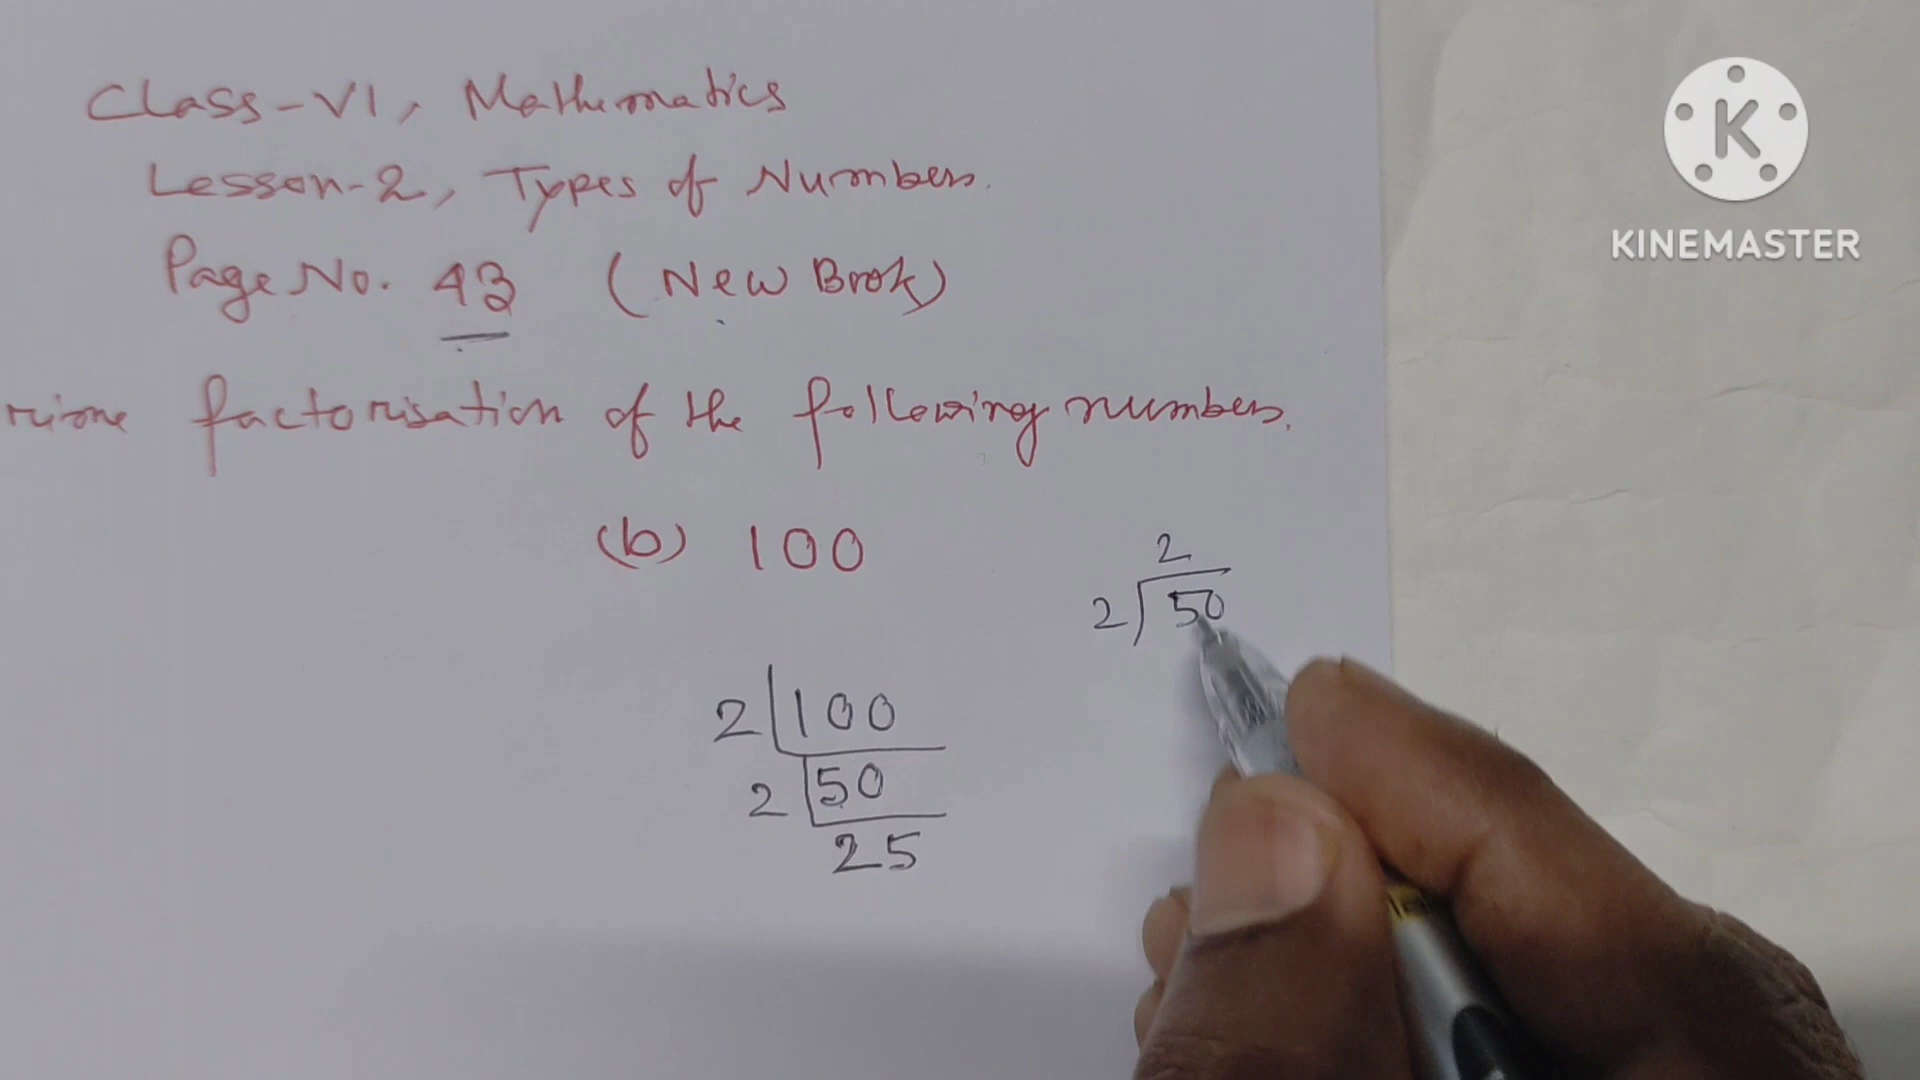 Class-VI, Mathematics
Lesson-2, Types of Numbers.
Page No. 43 (New Book)
rime factorisation of the following numbers.
(b) 100
2
2 50
2 100
2 50
25
K
KINEMASTER